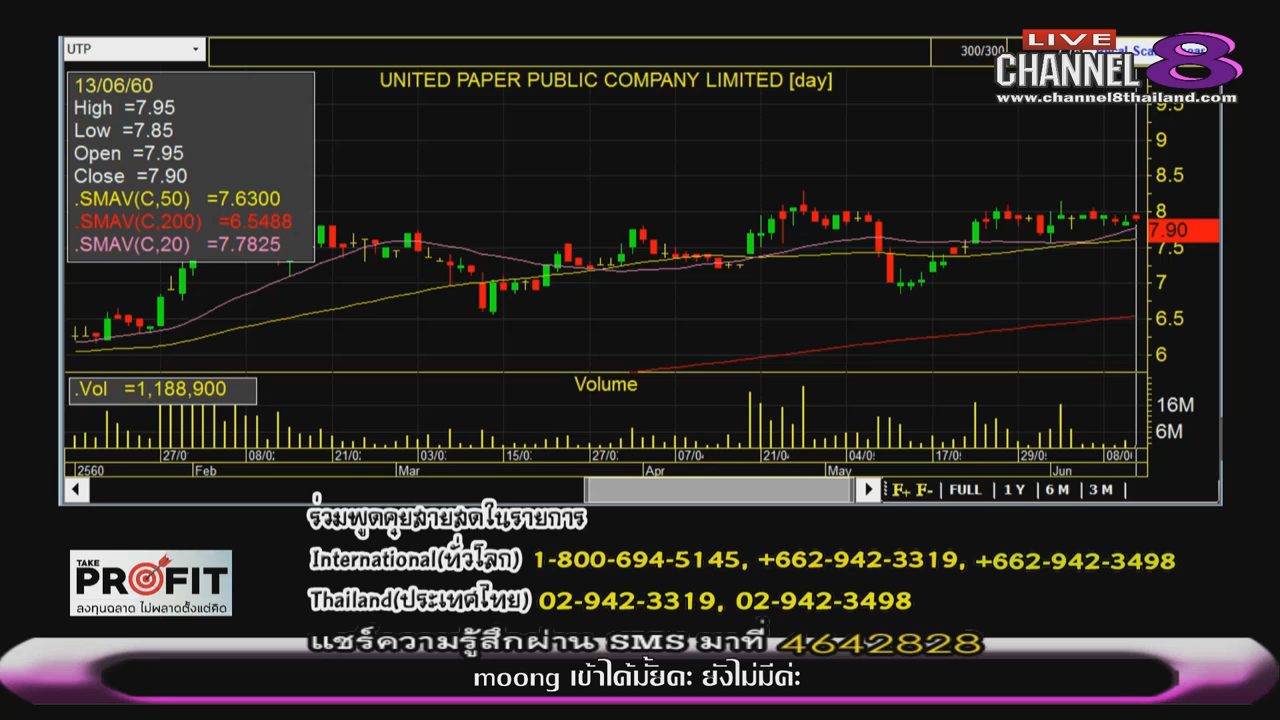 UTP
300/300
LIVE
CHANNEL 8
www.channel8thailand.com
UNITED PAPER PUBLIC COMPANY LIMITED [day]
13/06/60
High =7.95
Low =7.85
Open =7.95
Close =7.90
.SMAV(C,50) =7.6300
.SMAV(C,200) =6.5488
.SMAV(C,20) =7.7825
9.5
9
8.5
8
7.90
7.5
7
6.5
6
.Vol =1,188,900
Volume
16M
6M
27/0 08/0 21/0 03/0 15/0 27/0 07/0 21/0 04/0 17/0 29/0 08/0
2560 Feb Mar Apr May Jun
F+ F- FULL 1 Y 6 M 3 M
ร่วมพูดคุยสายสดในรายการ
International(ทั่วโลก) 1-800-694-5145, +662-942-3319, +662-942-3498
TAKE
PROFIT
ลงทุนฉลาด ไม่พลาดตั้งแต่คิด
Thailand(ประเทศไทย) 02-942-3319, 02-942-3498
แชร์ความรู้สึกผ่าน SMS มาที่ 4642828
moong เข้าได้มั้ยคะ ยังไม่มีค่ะ